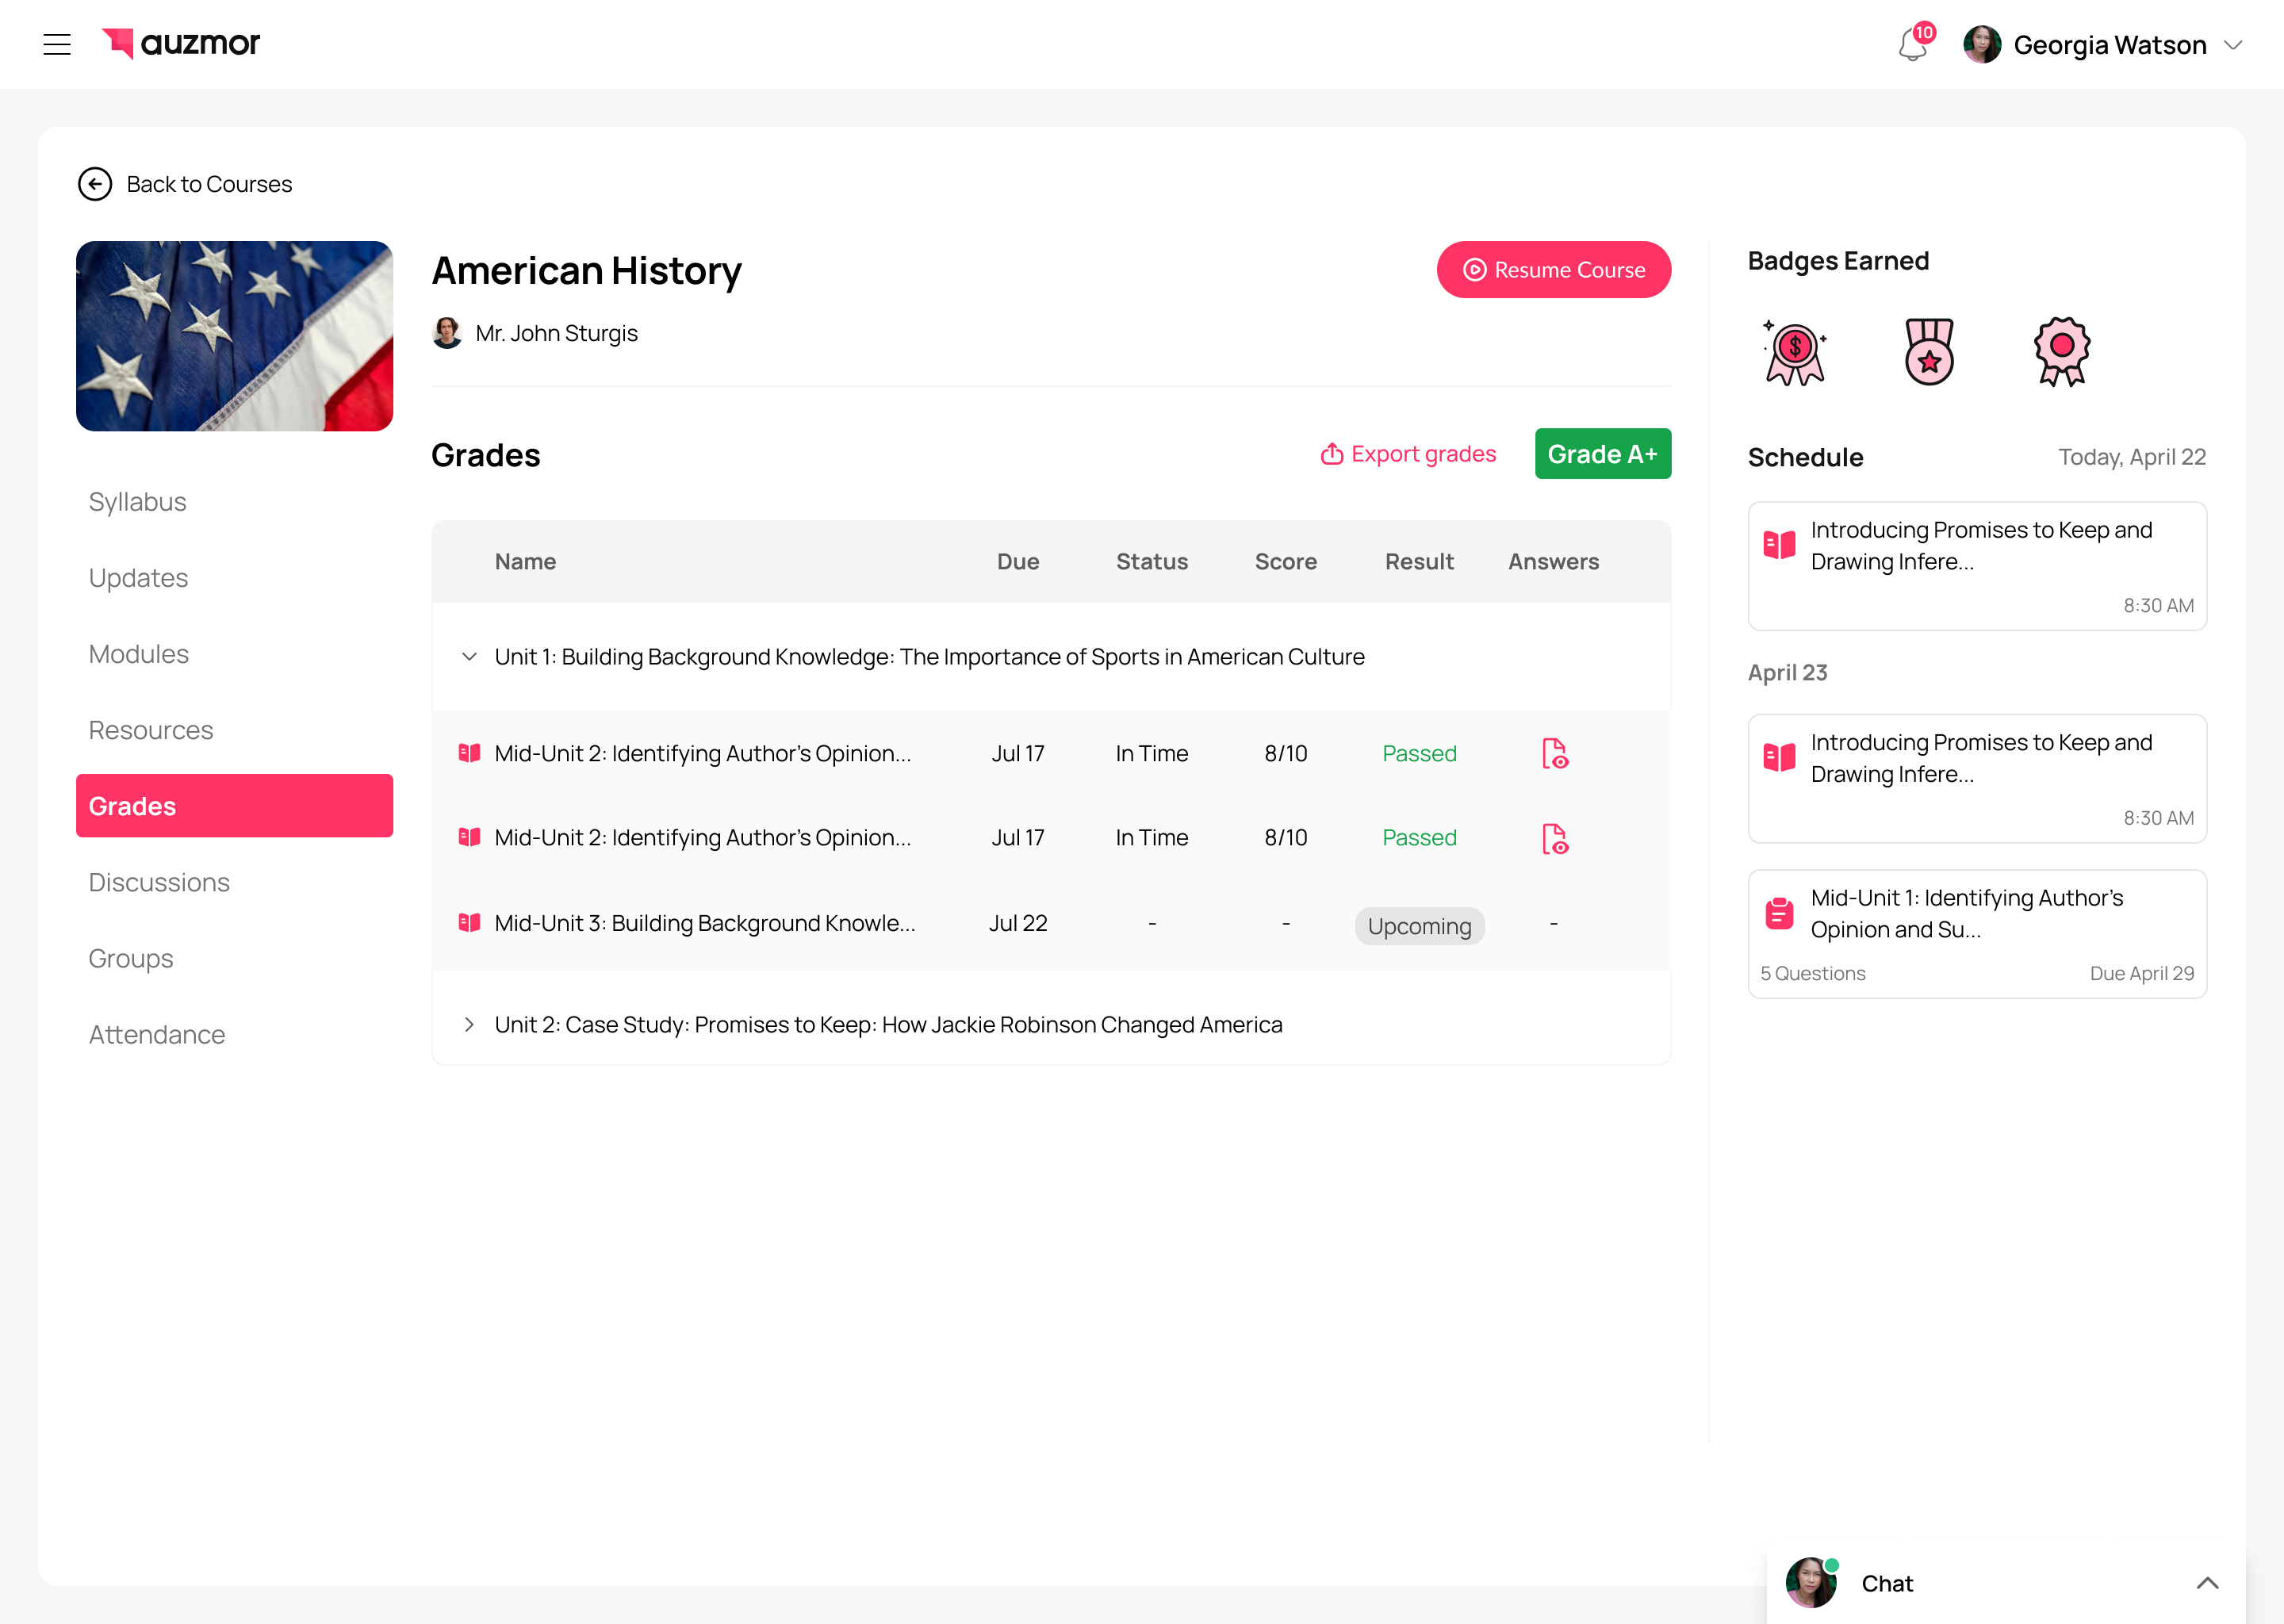 auzmor
10
Georgia Watson
Back to Courses
American History
Resume Course
Mr. John Sturgis
Grades
Export grades
Grade A+
Syllabus
Updates
Modules
Resources
Grades
Discussions
Groups
Attendance
Name Due Status Score Result Answers
Unit 1: Building Background Knowledge: The Importance of Sports in American Culture
Mid-Unit 2: Identifying Author's Opinion... Jul 17 In Time 8/10 Passed
Mid-Unit 2: Identifying Author's Opinion... Jul 17 In Time 8/10 Passed
Mid-Unit 3: Building Background Knowle... Jul 22 - - Upcoming -
Unit 2: Case Study: Promises to Keep: How Jackie Robinson Changed America
Badges Earned
$
Schedule Today, April 22
Introducing Promises to Keep and
Drawing Infere...
8:30 AM
April 23
Introducing Promises to Keep and
Drawing Infere...
8:30 AM
Mid-Unit 1: Identifying Author's
Opinion and Su...
5 Questions Due April 29
Chat